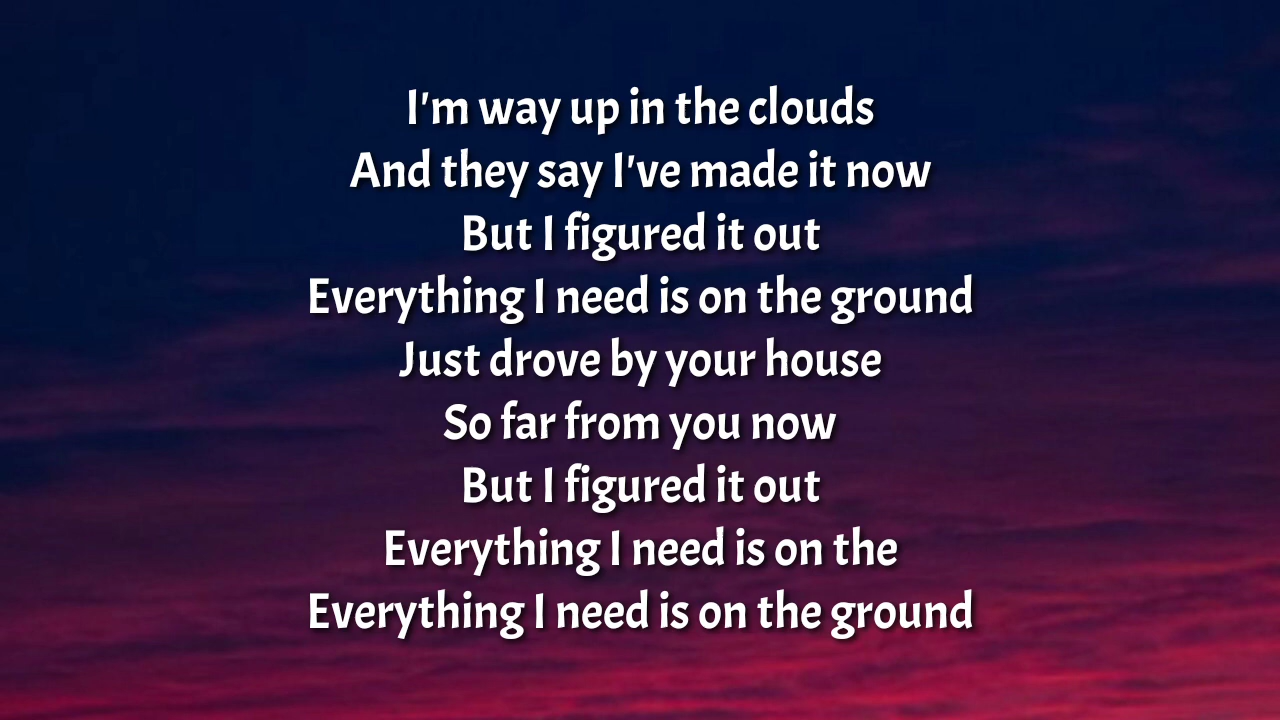 I'm way up in the clouds
And they say I've made it now
But I figured it out
Everything I need is on the ground
Just drove by your house
So far from you now
But I figured it out
Everything I need is on the
Everything I need is on the ground